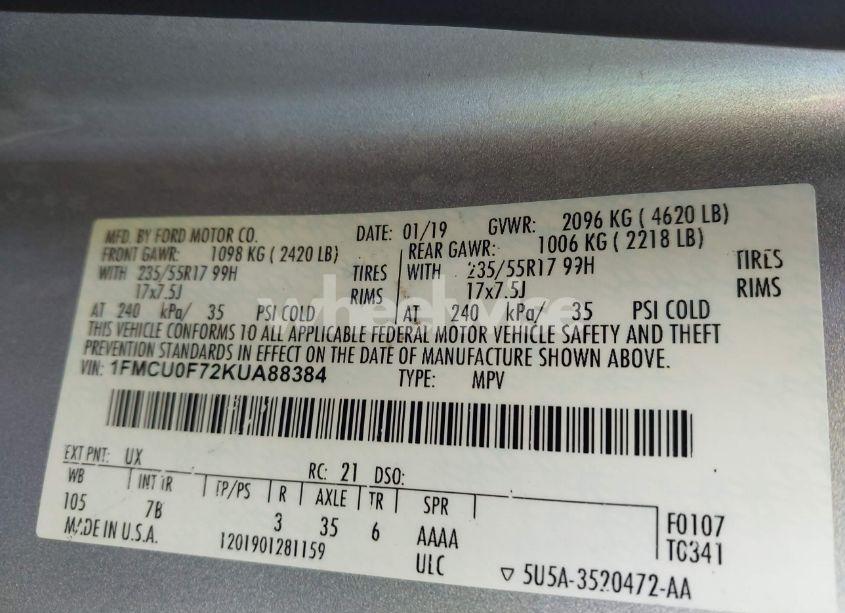 MFD. BY FORD MOTOR CO. DATE: 01/19 GVWR: 2096 KG ( 4620 LB)
FRONT GAWR: 1098 KG ( 2420 LB) REAR GAWR: 1006 KG ( 2218 LB)
WITH 235/55R17 99H TIRES WITH 235/55R17 99H TIRES
17x7.5J RIMS 17x7.5J RIMS
AT 240 kPa/ 35 PSI COLD AT 240 kPa/ 35 PSI COLD
THIS VEHICLE CONFORMS TO ALL APPLICABLE FEDERAL MOTOR VEHICLE SAFETY AND THEFT
PREVENTION STANDARDS IN EFFECT ON THE DATE OF MANUFACTURE SHOWN ABOVE.
VIN: 1FMCU0F72KUA88384 TYPE: MPV
EXT PNT: UX RC: 21 DSO:
WB INT TR TP/PS R AXLE TR SPR
105 7B 3 35 6 AAAA F0107
MADE IN U.S.A. 1201901281159 ULC TC341
▽ 5U5A-3520472-AA
wheelwyse